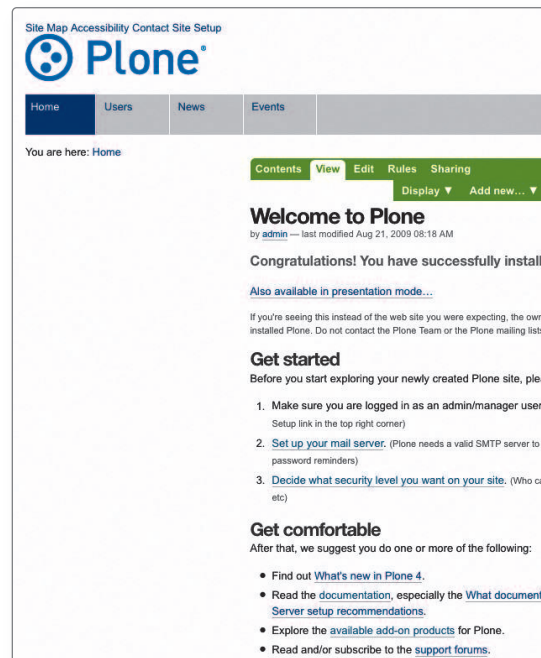 Site Map Accessibility Contact Site Setup
Plone®
Home Users News Events
You are here: Home
Contents View Edit Rules Sharing
Display ▼ Add new... ▼
Welcome to Plone
by admin — last modified Aug 21, 2009 08:18 AM
Congratulations! You have successfully install
Also available in presentation mode...
If you're seeing this instead of the web site you were expecting, the own
installed Plone. Do not contact the Plone Team or the Plone mailing lists
Get started
Before you start exploring your newly created Plone site, plea
1. Make sure you are logged in as an admin/manager user
Setup link in the top right corner)
2. Set up your mail server. (Plone needs a valid SMTP server to
password reminders)
3. Decide what security level you want on your site. (Who ca
etc)
Get comfortable
After that, we suggest you do one or more of the following:
• Find out What's new in Plone 4.
• Read the documentation, especially the What document
Server setup recommendations.
• Explore the available add-on products for Plone.
• Read and/or subscribe to the support forums.